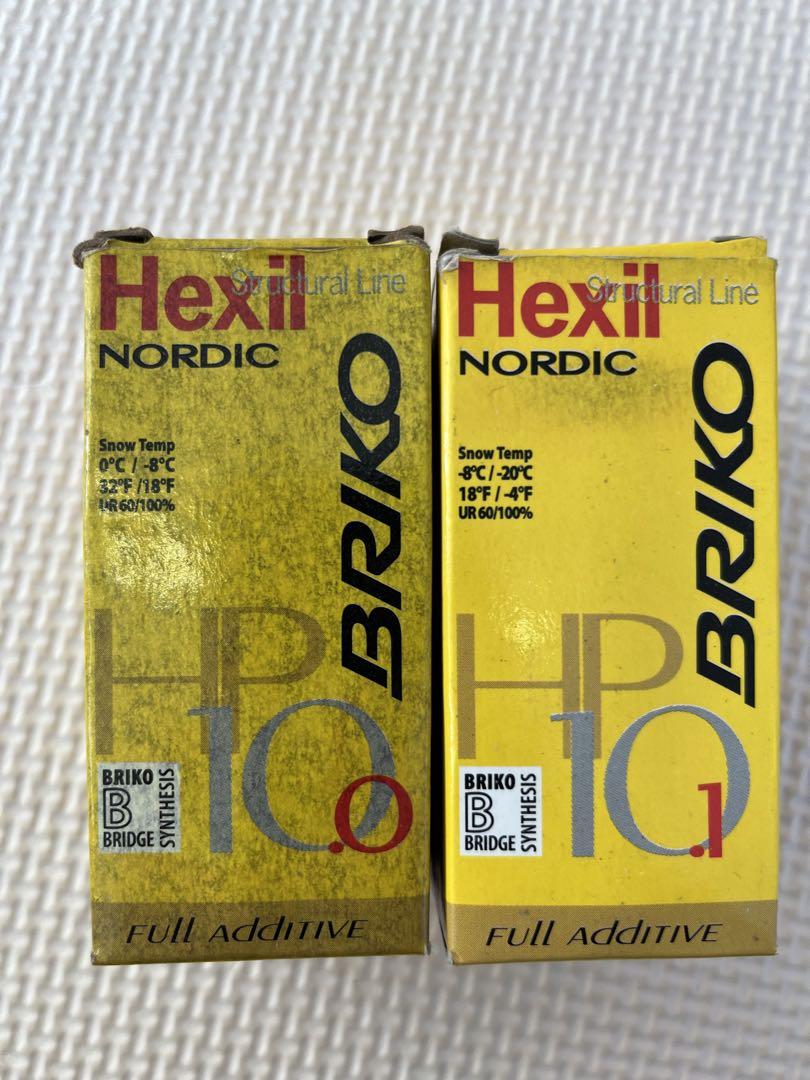 Hexil
Structural Line
NORDIC
BRIKO
Snow Temp
0°C / -8°C
32°F /18°F
UR 60/100%
HP
10.0
BRIKO
B
BRIDGE
SYNTHESIS
Full Additive
Hexil
Structural Line
NORDIC
BRIKO
Snow Temp
-8°C / -20°C
18°F / -4°F
UR 60/100%
HP
10.1
BRIKO
B
BRIDGE
SYNTHESIS
Full Additive